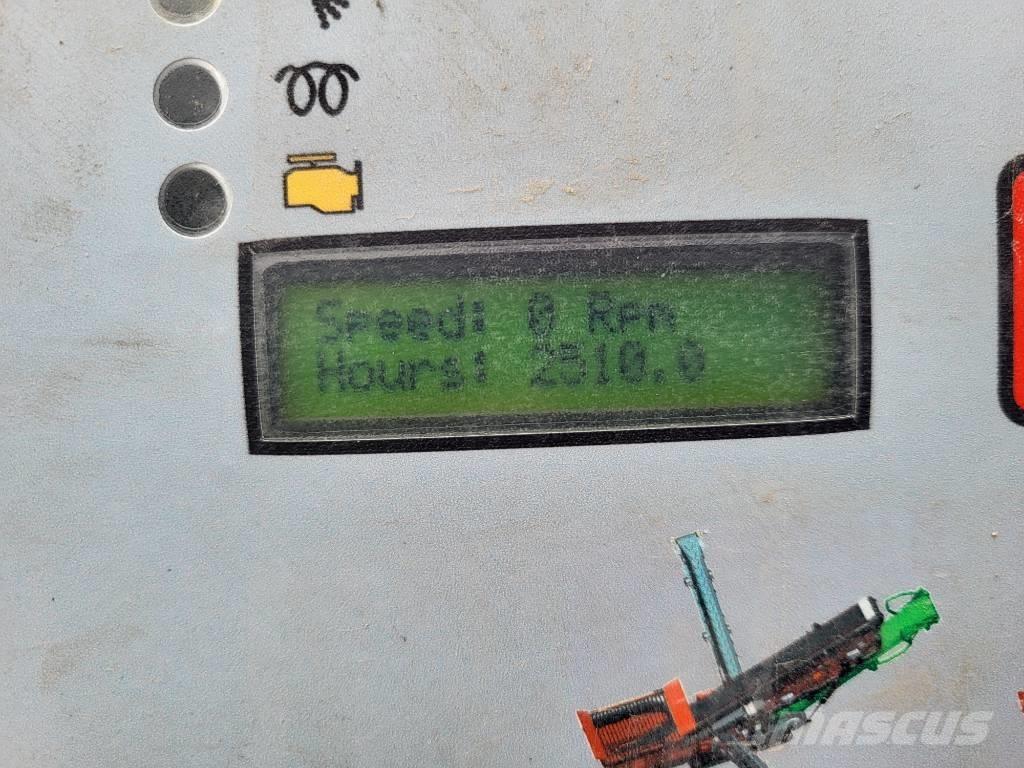 Speed: 0 Rpm
Hours: 2510.0
MASCUS